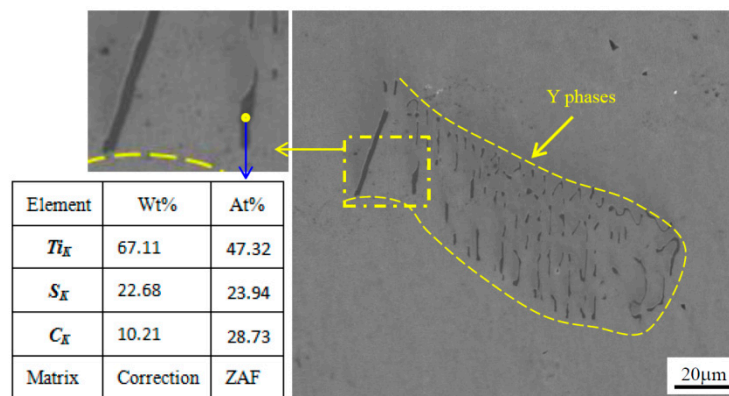 Y phases
Element Wt% At%
TiK 67.11 47.32
SK 22.68 23.94
CK 10.21 28.73
Matrix Correction ZAF
20μm